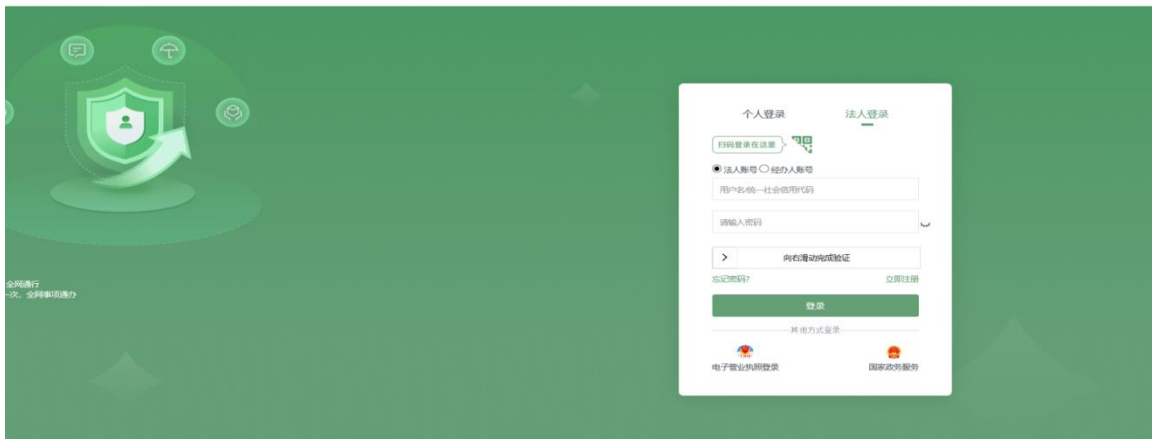 全网通行
一次，全网事项通办
个人登录
法人登录
扫码登录在这里
法人账号 经办人账号
用户名/统一社会信用代码
请输入密码
向右滑动完成验证
忘记密码?
立即注册
登录
其他方式登录
电子营业执照登录
国家政务服务